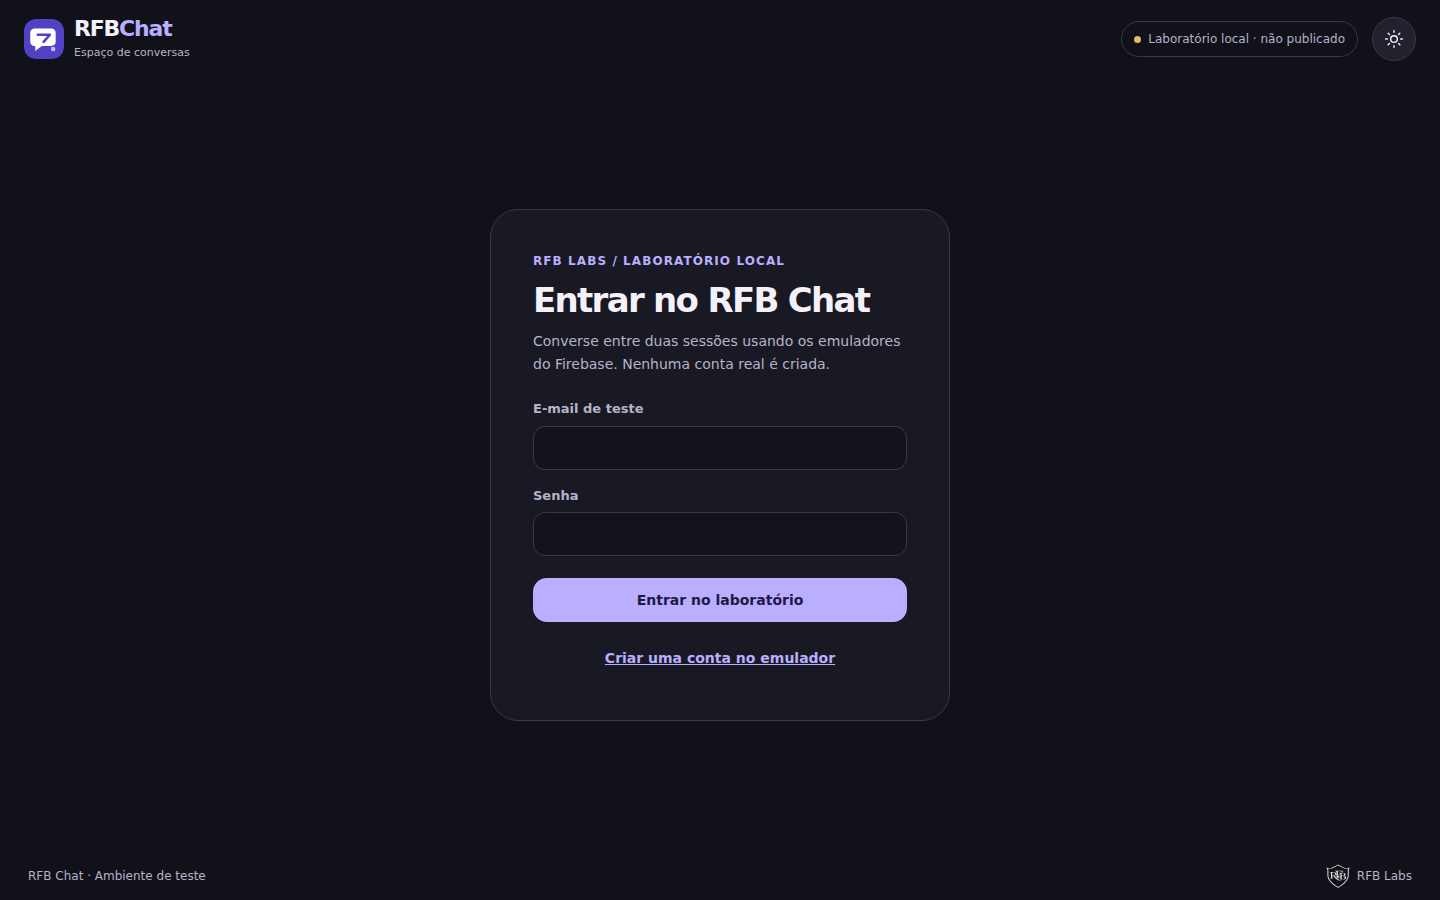 RFBChat
Espaço de conversas
Laboratório local · não publicado
RFB LABS / LABORATÓRIO LOCAL
Entrar no RFB Chat
Converse entre duas sessões usando os emuladores
do Firebase. Nenhuma conta real é criada.
E-mail de teste
Senha
Entrar no laboratório
Criar uma conta no emulador
RFB Chat · Ambiente de teste
RFB Labs